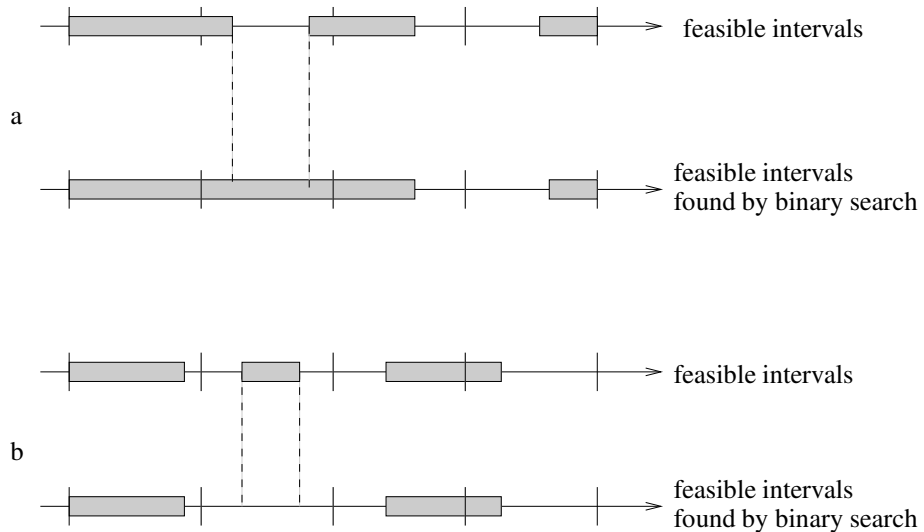 feasible intervals
a
feasible intervals
found by binary search
feasible intervals
b
feasible intervals
found by binary search